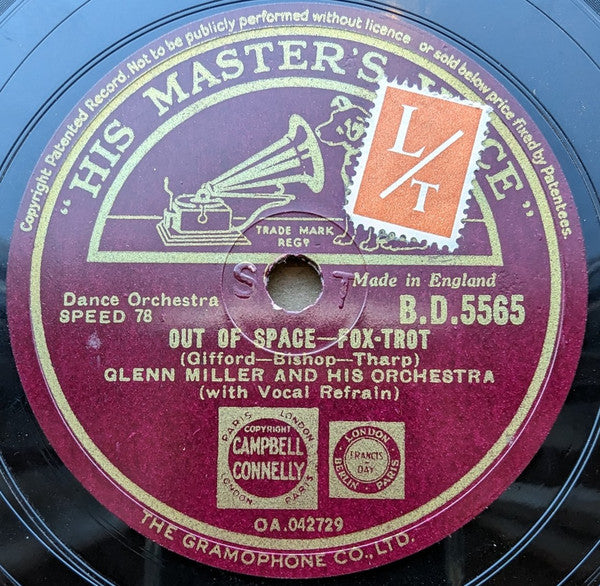 Copyright Patented Record. Not to be publicly performed without licence or sold below price fixed by Patentees.
"HIS MASTER'S
CE"
L/T
TRADE MARK
REGD
S T
Made in England
Dance Orchestra
SPEED 78
B.D.5565
OUT OF SPACE—FOX-TROT
(Gifford—Bishop—Tharp)
GLENN MILLER AND HIS ORCHESTRA
(with Vocal Refrain)
PARIS LONDON
COPYRIGHT
CAMPBELL
CONNELLY
LONDON PARIS
LONDON
FRANCIS
DAY
BERLIN PARIS
OA.042729
THE GRAMOPHONE CO., LTD.